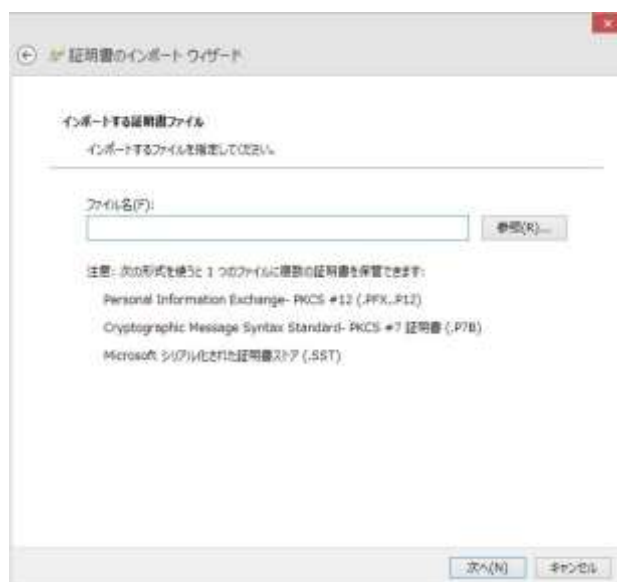 証明書のインポート ウィザード
インポートする証明書ファイル
インポートするファイルを指定してください。
ファイル名(F):
参照(R)...
注意: 次の形式を使うと 1 つのファイルに複数の証明書を保管できます:
Personal Information Exchange- PKCS #12 (.PFX,.P12)
Cryptographic Message Syntax Standard- PKCS #7 証明書 (.P7B)
Microsoft シリアル化された証明書ストア (.SST)
次へ(N)
キャンセル